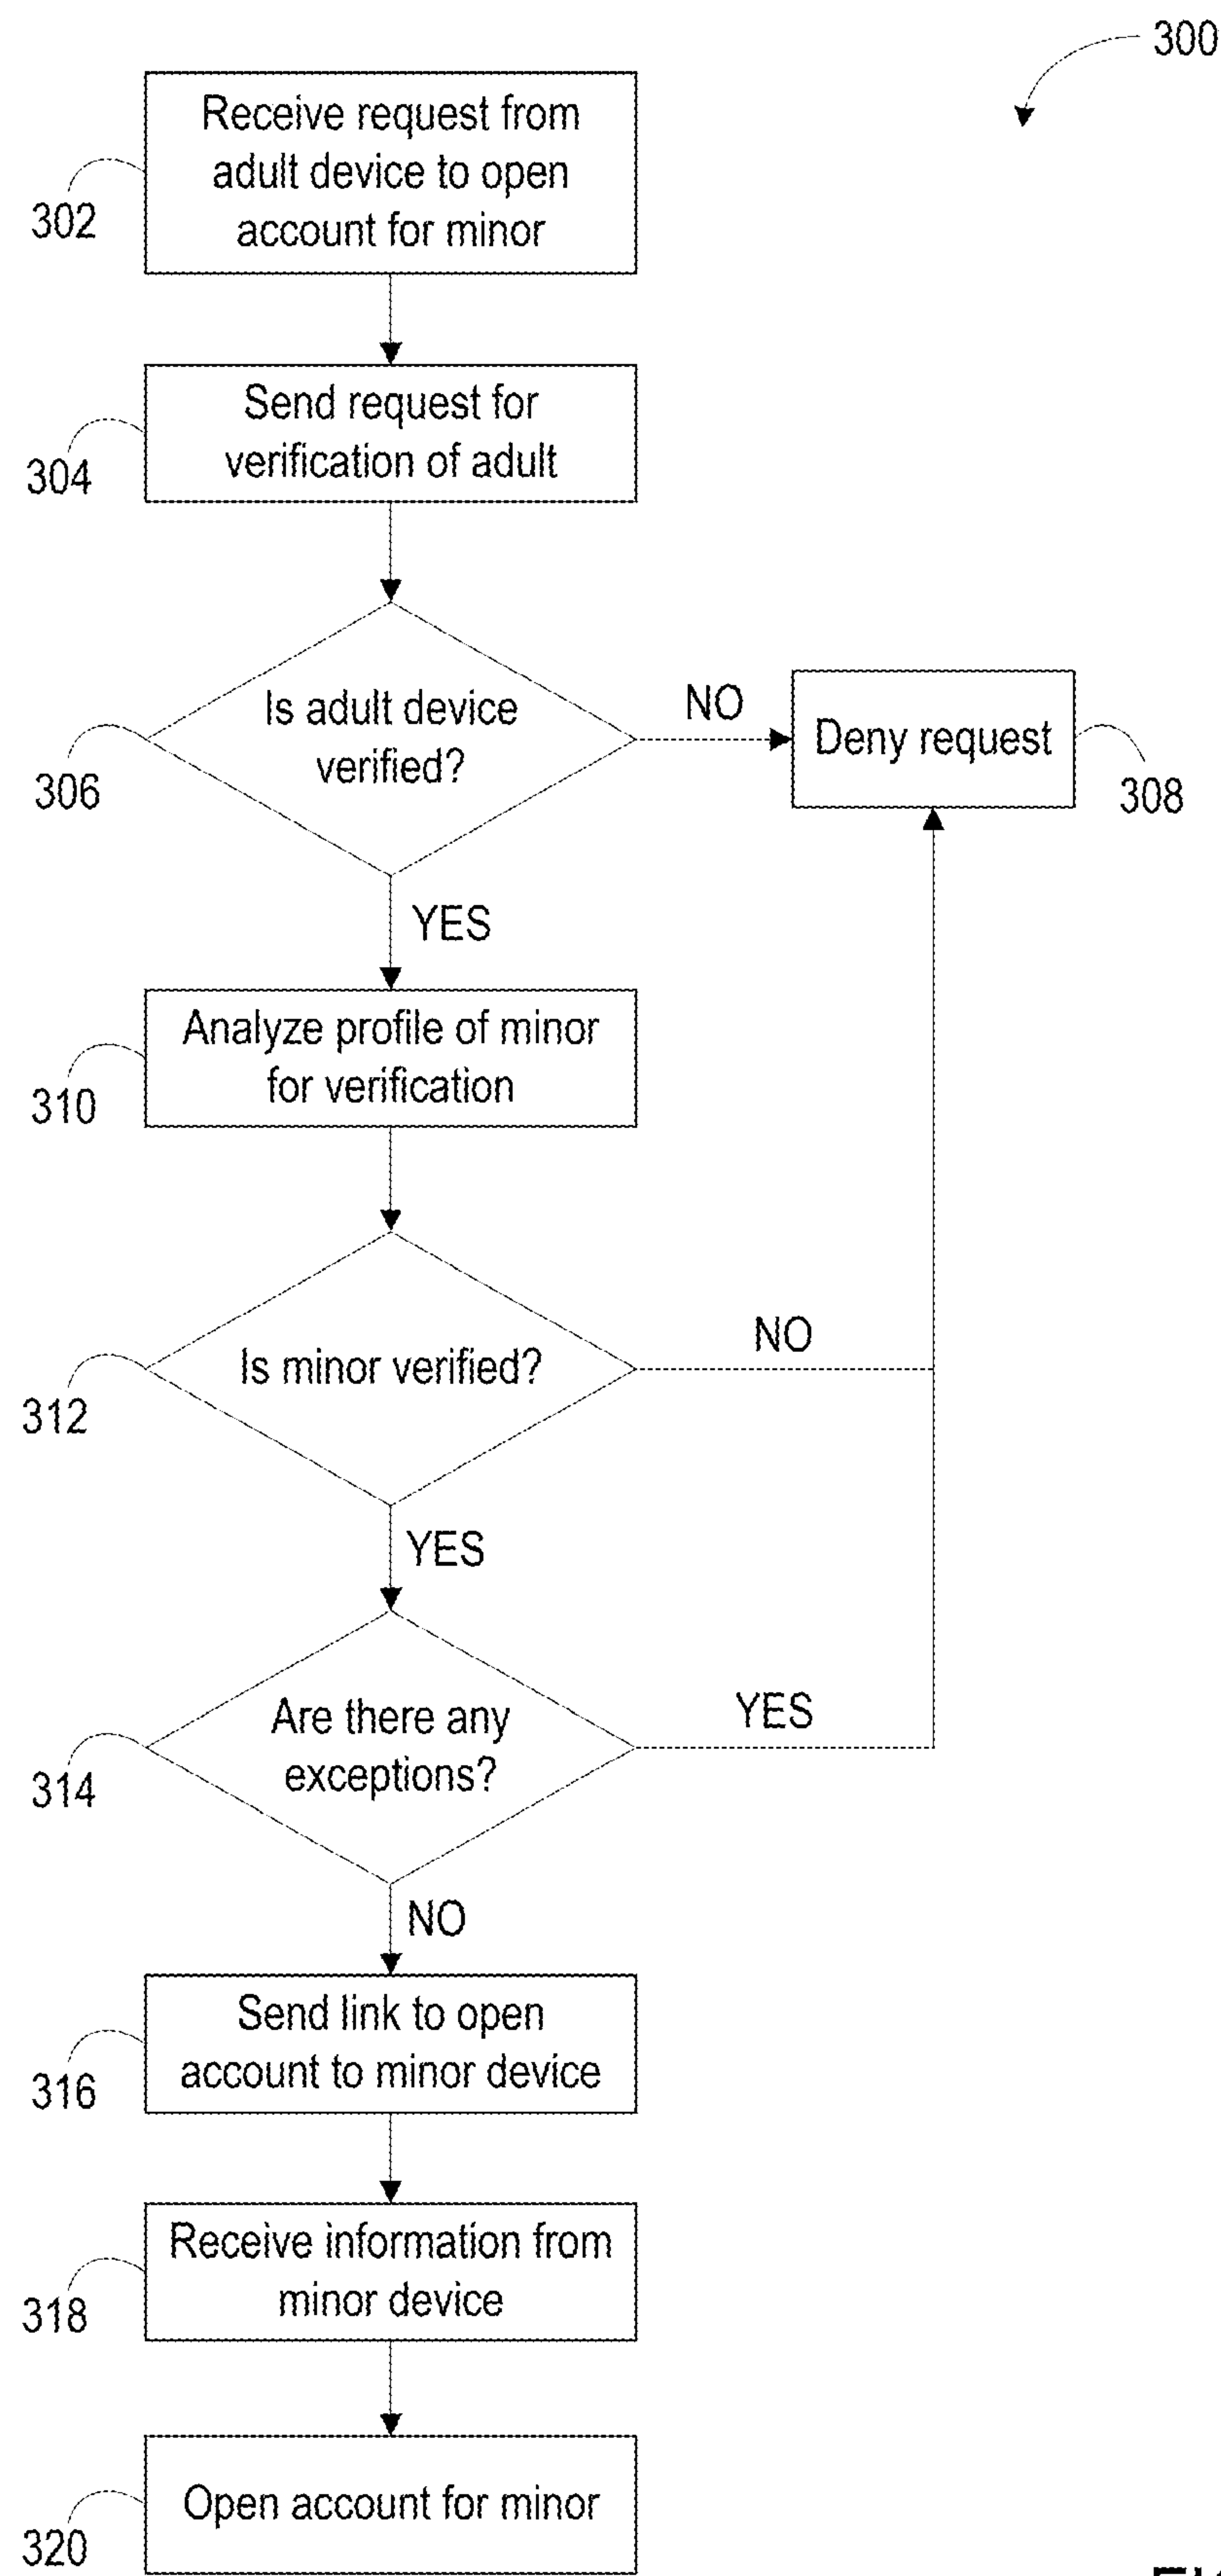 300
Receive request from
adult device to open
account for minor
302
Send request for
verification of adult
304
Is adult device
verified?
306
NO
Deny request
308
YES
Analyze profile of minor
for verification
310
Is minor verified?
312
NO
YES
Are there any
exceptions?
314
YES
NO
Send link to open
account to minor device
316
Receive information from
minor device
318
Open account for minor
320